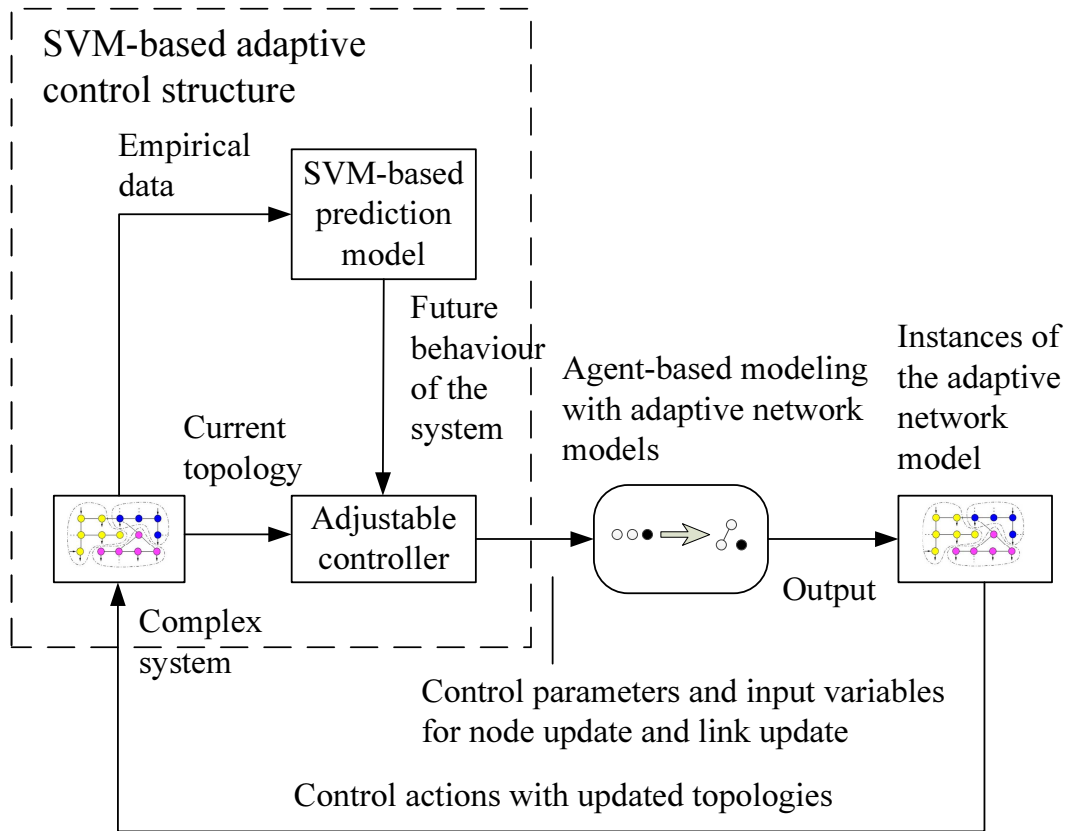 SVM-based adaptive
control structure
Empirical
data
SVM-based
prediction
model
Future
behaviour
of the
system
Current
topology
Adjustable
controller
Complex
system
Agent-based modeling
with adaptive network
models
Instances of
the adaptive
network
model
Output
Control parameters and input variables
for node update and link update
Control actions with updated topologies